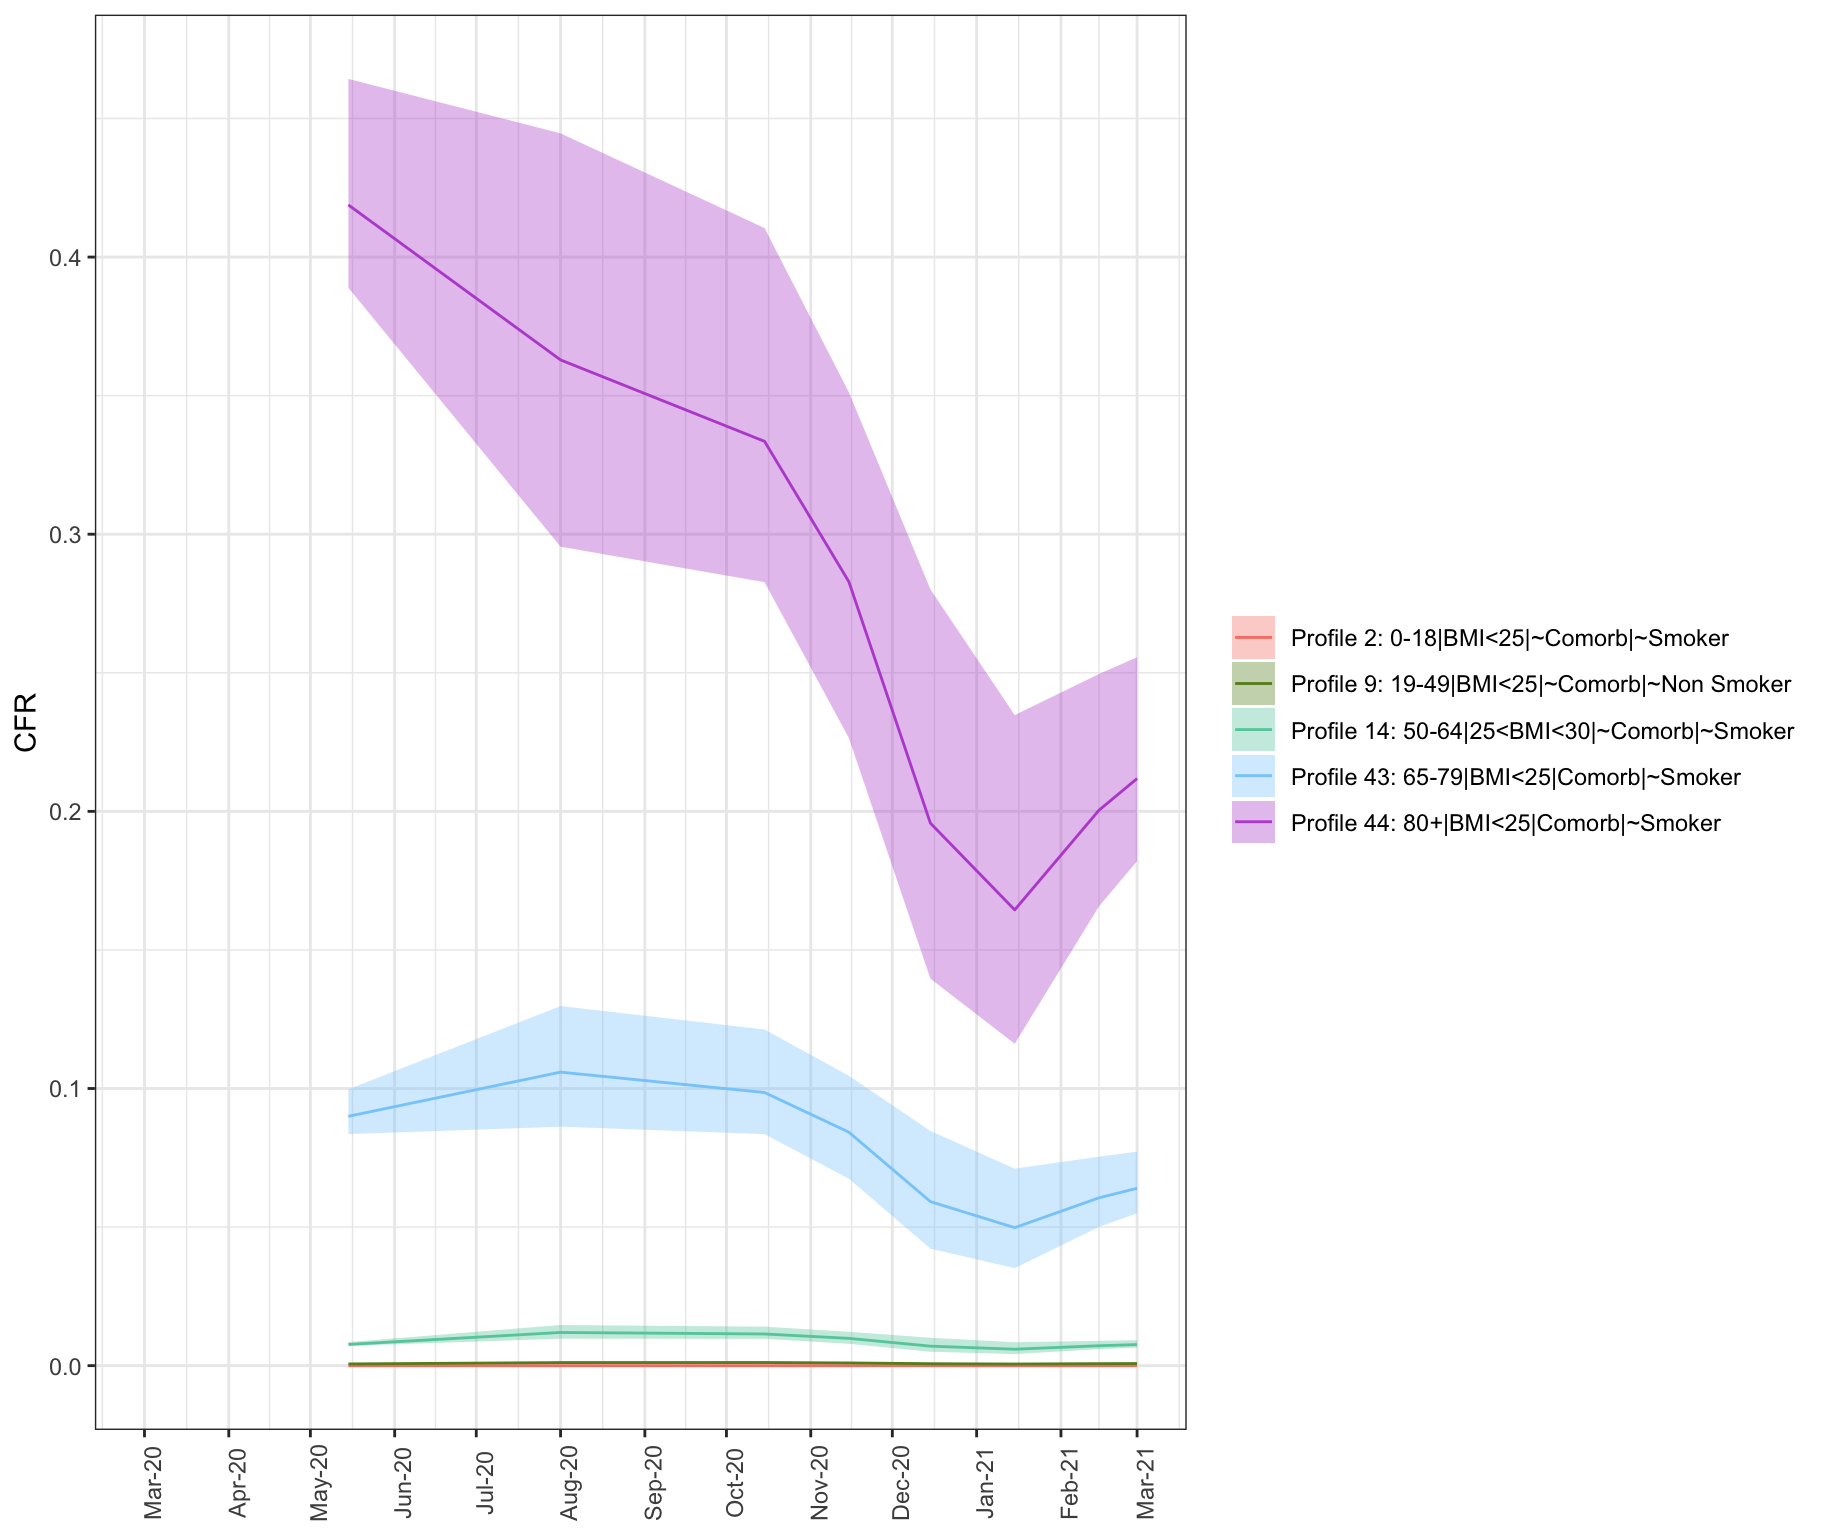 CFR
0.4
0.3
0.2
0.1
0.0
Mar-20
Apr-20
May-20
Jun-20
Jul-20
Aug-20
Sep-20
Oct-20
Nov-20
Dec-20
Jan-21
Feb-21
Mar-21
Profile 2: 0-18|BMI<25|~Comorb|~Smoker
Profile 9: 19-49|BMI<25|~Comorb|~Non Smoker
Profile 14: 50-64|25<BMI<30|~Comorb|~Smoker
Profile 43: 65-79|BMI<25|Comorb|~Smoker
Profile 44: 80+|BMI<25|Comorb|~Smoker